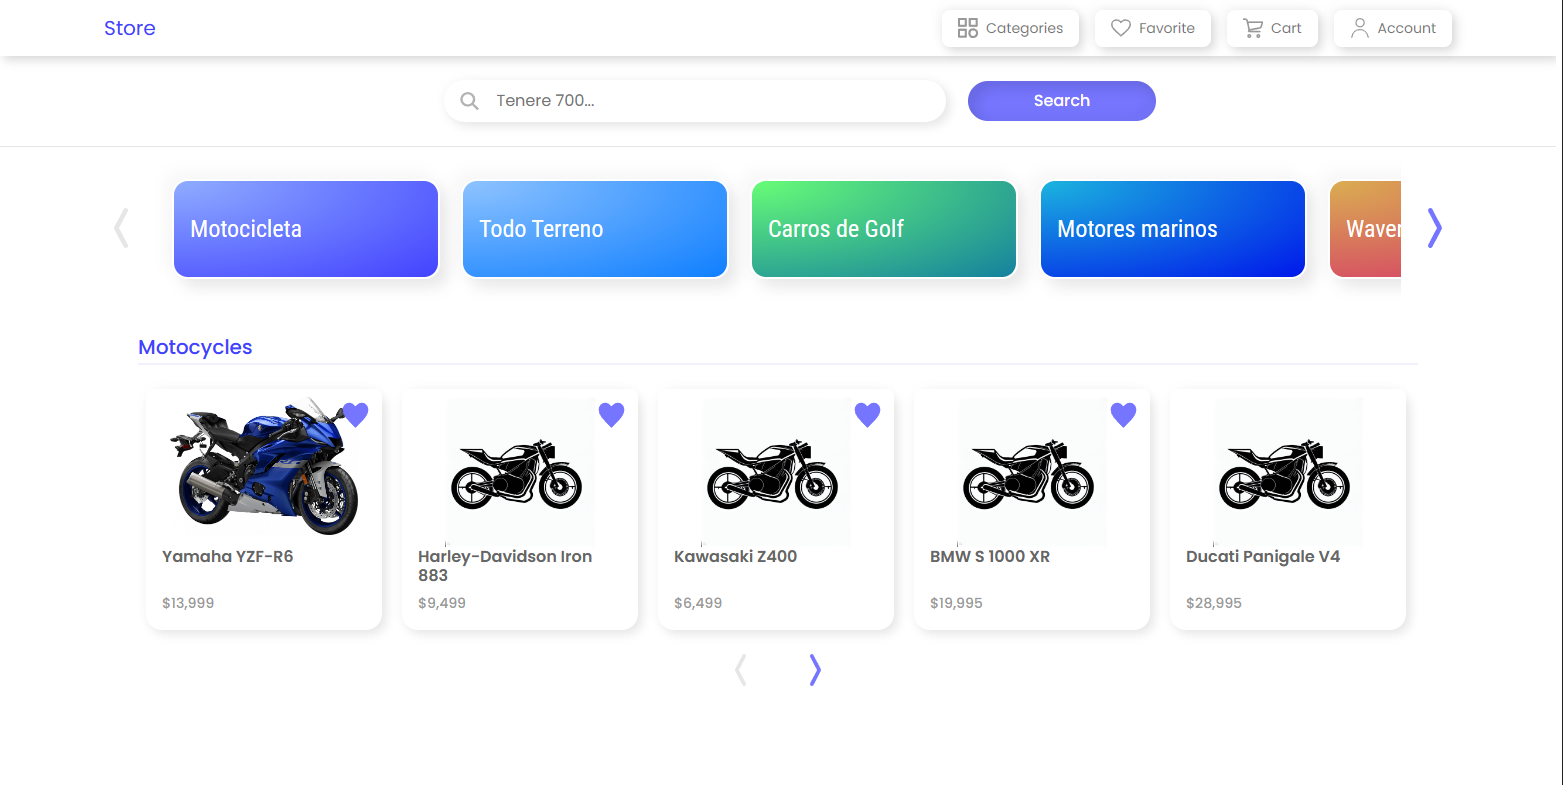 Store
Categories
Favorite
Cart
Account
Tenere 700...
Search
Motocicleta
Todo Terreno
Carros de Golf
Motores marinos
Waver
Motocycles
Yamaha YZF-R6
$13,999
Harley-Davidson Iron
883
$9,499
Kawasaki Z400
$6,499
BMW S 1000 XR
$19,995
Ducati Panigale V4
$28,995